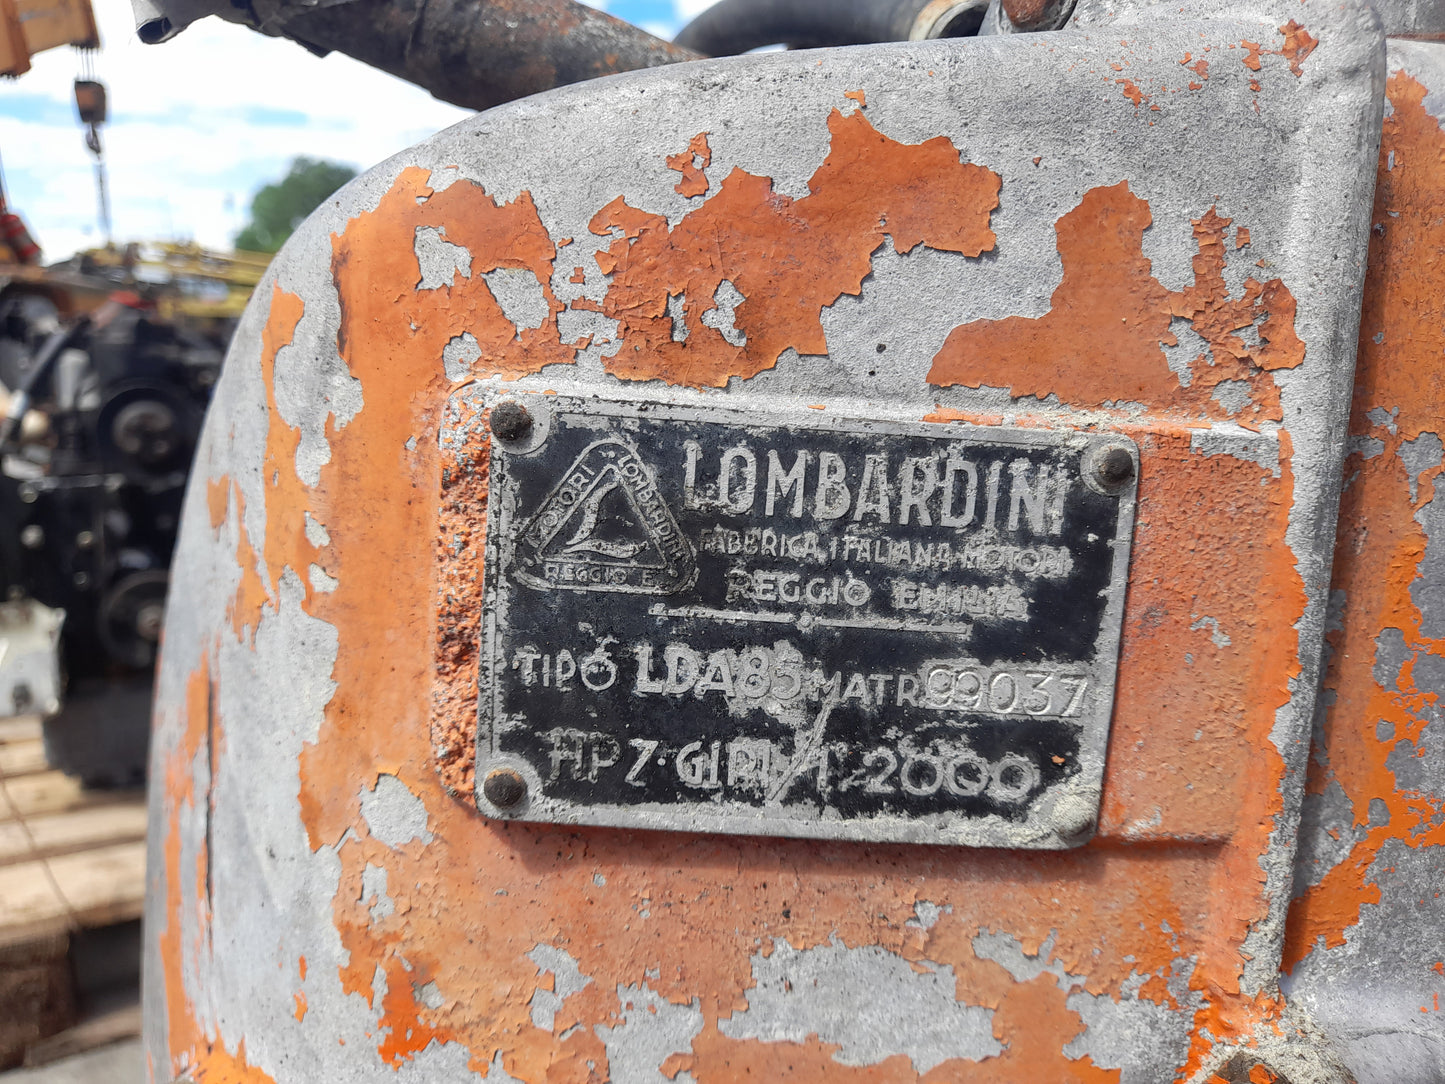 MOTORI LOMBARDINI
REGGIO E.
LOMBARDINI
FABBRICA ITALIANA MOTORI
REGGIO EMILIA
TIPO LDA85 MATR 99037
HP 7·GIRI/1' 2000